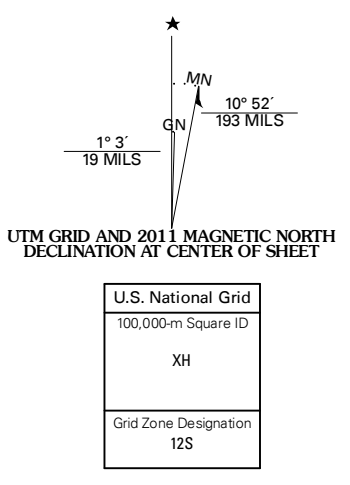 ★
MN
GN
10° 52´
193 MILS
1° 3´
19 MILS
UTM GRID AND 2011 MAGNETIC NORTH
DECLINATION AT CENTER OF SHEET
U.S. National Grid
100,000-m Square ID
XH
Grid Zone Designation
12S